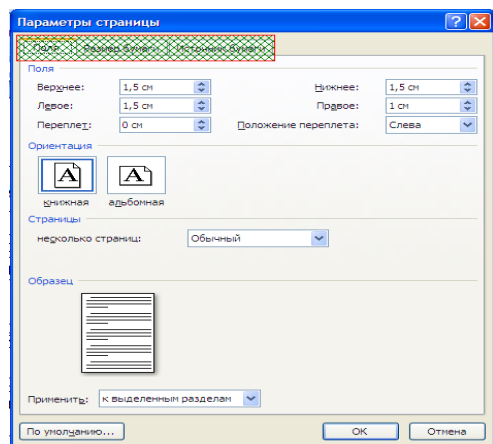 Параметры страницы
Поля Размер бумаги Источник бумаги
Поля
Верхнее: 1,5 см Нижнее: 1,5 см
Левое: 1,5 см Правое: 1 см
Переплет: 0 см Положение переплета: Слева
Ориентация
A A
книжная альбомная
Страницы
несколько страниц: Обычный
Образец
Применить: к выделенным разделам
По умолчанию... ОК Отмена